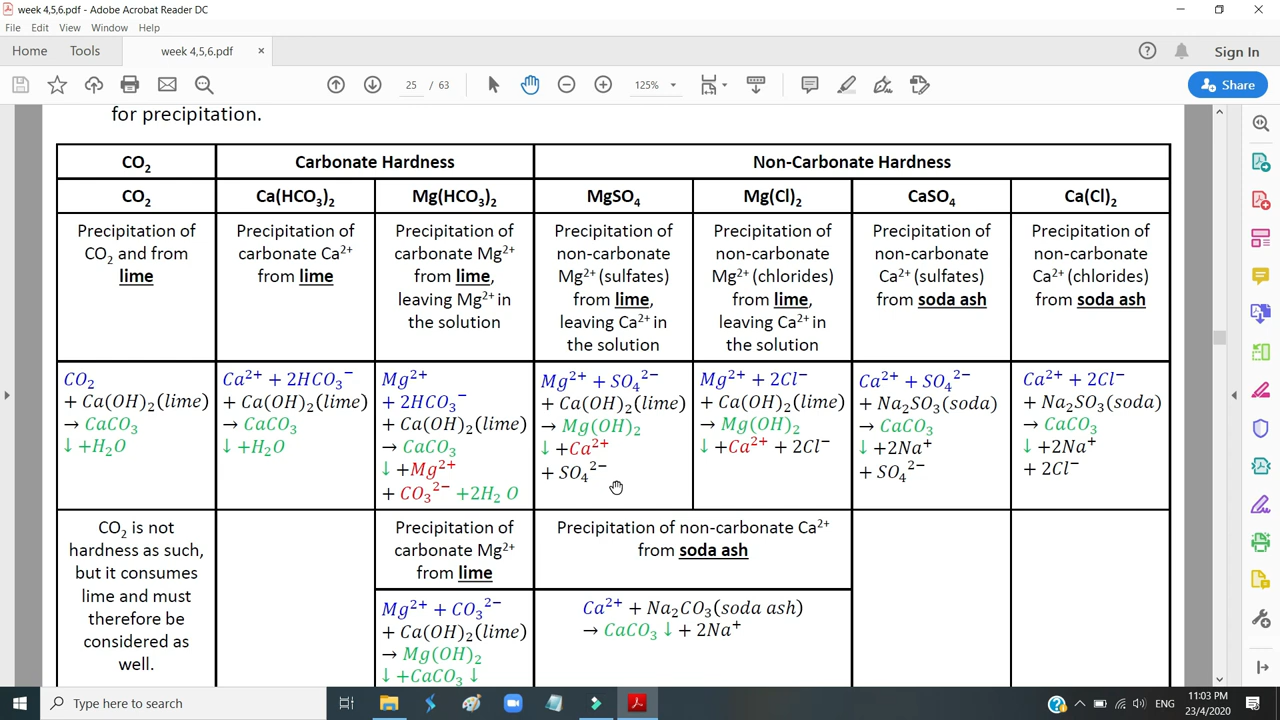 week 4,5,6.pdf - Adobe Acrobat Reader DC
File Edit View Window Help
Home Tools week 4,5,6.pdf × Sign In
25 / 63 125% Share
for precipitation.
CO₂ Carbonate Hardness Non-Carbonate Hardness
CO₂ Ca(HCO₃)₂ Mg(HCO₃)₂ MgSO₄ Mg(Cl)₂ CaSO₄ Ca(Cl)₂
Precipitation of
CO₂ and from
lime
Precipitation of
carbonate Ca²⁺
from lime
Precipitation of
carbonate Mg²⁺
from lime,
leaving Mg²⁺ in
the solution
Precipitation of
non-carbonate
Mg²⁺ (sulfates)
from lime,
leaving Ca²⁺ in
the solution
Precipitation of
non-carbonate
Mg²⁺ (chlorides)
from lime,
leaving Ca²⁺ in
the solution
Precipitation of
non-carbonate
Ca²⁺ (sulfates)
from soda ash
Precipitation of
non-carbonate
Ca²⁺ (chlorides)
from soda ash
CO₂
+ Ca(OH)₂(lime)
→ CaCO₃
↓ +H₂O
Ca²⁺ + 2HCO₃⁻
+ Ca(OH)₂(lime)
→ CaCO₃
↓ +H₂O
Mg²⁺
+ 2HCO₃⁻
+ Ca(OH)₂(lime)
→ CaCO₃
↓ +Mg²⁺
+ CO₃²⁻ +2H₂ O
Mg²⁺ + SO₄²⁻
+ Ca(OH)₂(lime)
→ Mg(OH)₂
↓ +Ca²⁺
+ SO₄²⁻
Mg²⁺ + 2Cl⁻
+ Ca(OH)₂(lime)
→ Mg(OH)₂
↓ +Ca²⁺ + 2Cl⁻
Ca²⁺ + SO₄²⁻
+ Na₂SO₃(soda)
→ CaCO₃
↓ +2Na⁺
+ SO₄²⁻
Ca²⁺ + 2Cl⁻
+ Na₂SO₃(soda)
→ CaCO₃
↓ +2Na⁺
+ 2Cl⁻
CO₂ is not
hardness as such,
but it consumes
lime and must
therefore be
considered as
well.
Precipitation of
carbonate Mg²⁺
from lime
Precipitation of non-carbonate Ca²⁺
from soda ash
Mg²⁺ + CO₃²⁻
+ Ca(OH)₂(lime)
→ Mg(OH)₂
↓ +CaCO₃ ↓
Ca²⁺ + Na₂CO₃(soda ash)
→ CaCO₃ ↓ + 2Na⁺
Type here to search
ENG
11:03 PM
23/4/2020